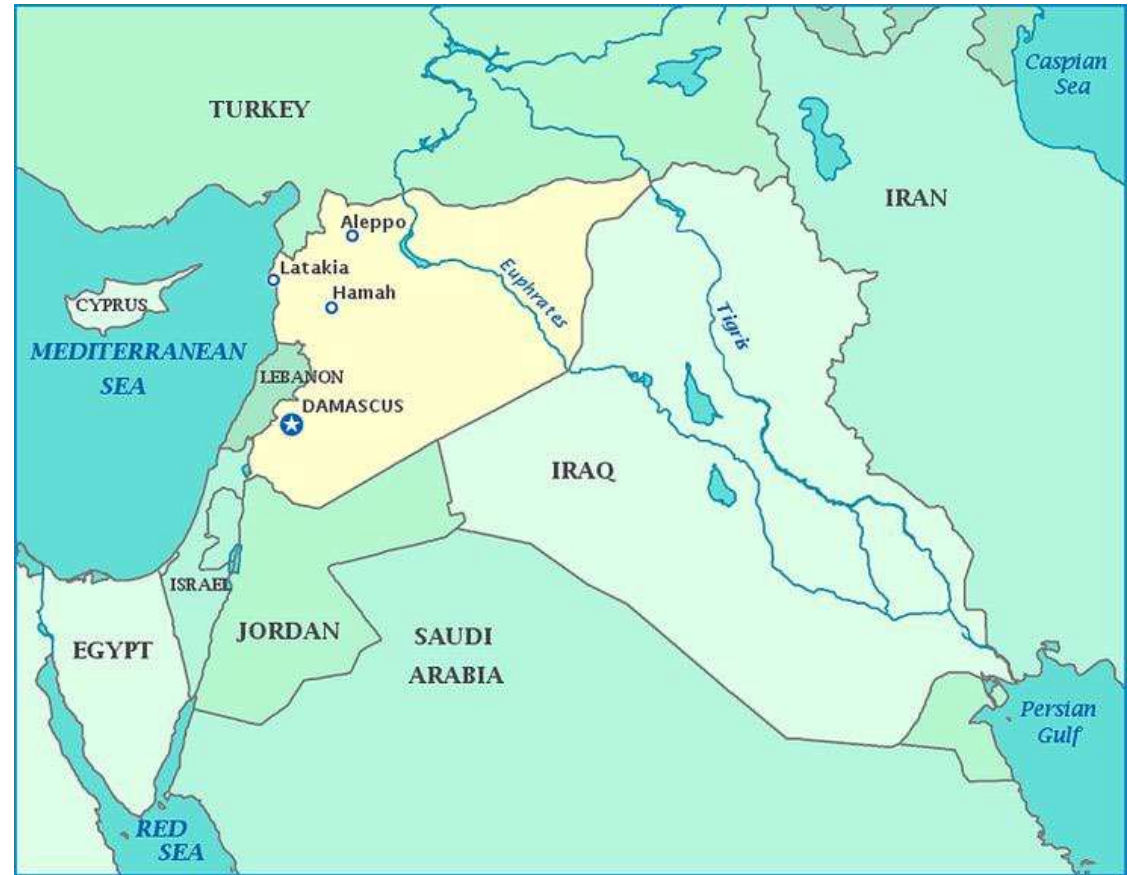 Caspian
Sea
TURKEY
IRAN
Aleppo
Latakia
Euphrates
Hamah
CYPRUS
Tigris
MEDITERRANEAN
SEA
LEBANON
DAMASCUS
IRAQ
ISRAEL
JORDAN
SAUDI
ARABIA
EGYPT
Persian
Gulf
RED
SEA